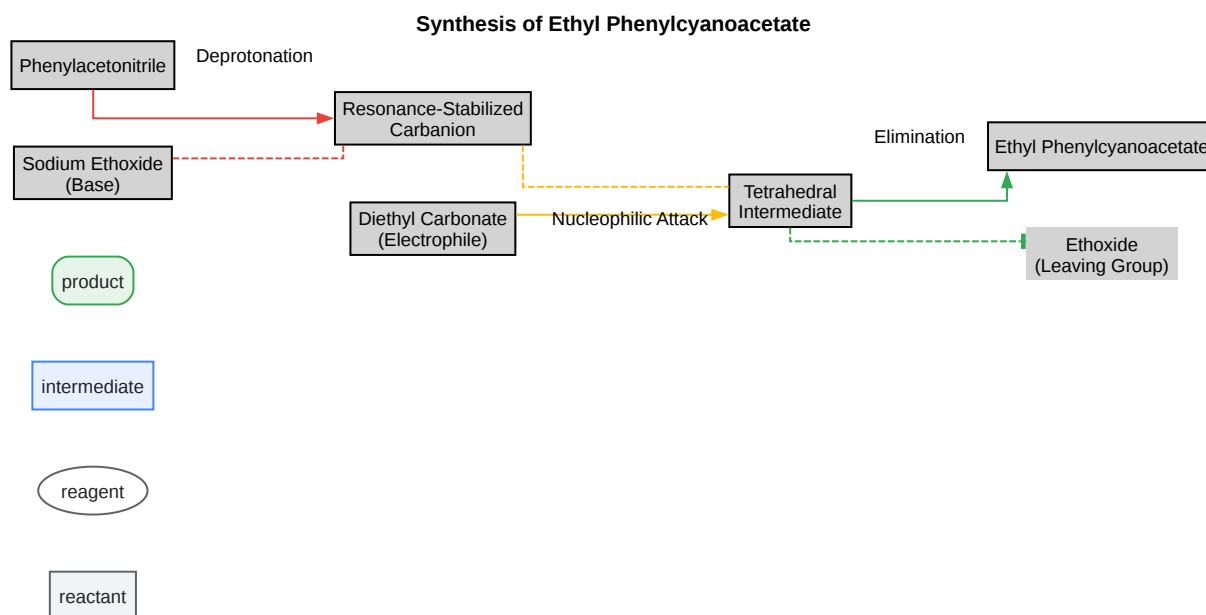 Synthesis of Ethyl Phenylcyanoacetate
Phenylacetonitrile
Deprotonation
Resonance-Stabilized
Carbanion
Sodium Ethoxide
(Base)
Diethyl Carbonate
(Electrophile)
Nucleophilic Attack
Tetrahedral
Intermediate
Elimination
Ethyl Phenylcyanoacetate
Ethoxide
(Leaving Group)
product
intermediate
reagent
reactant